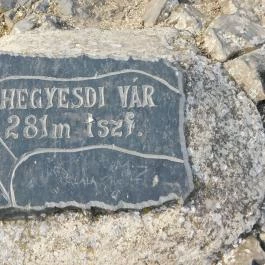 HEGYESDI VÁR
281m tszf.